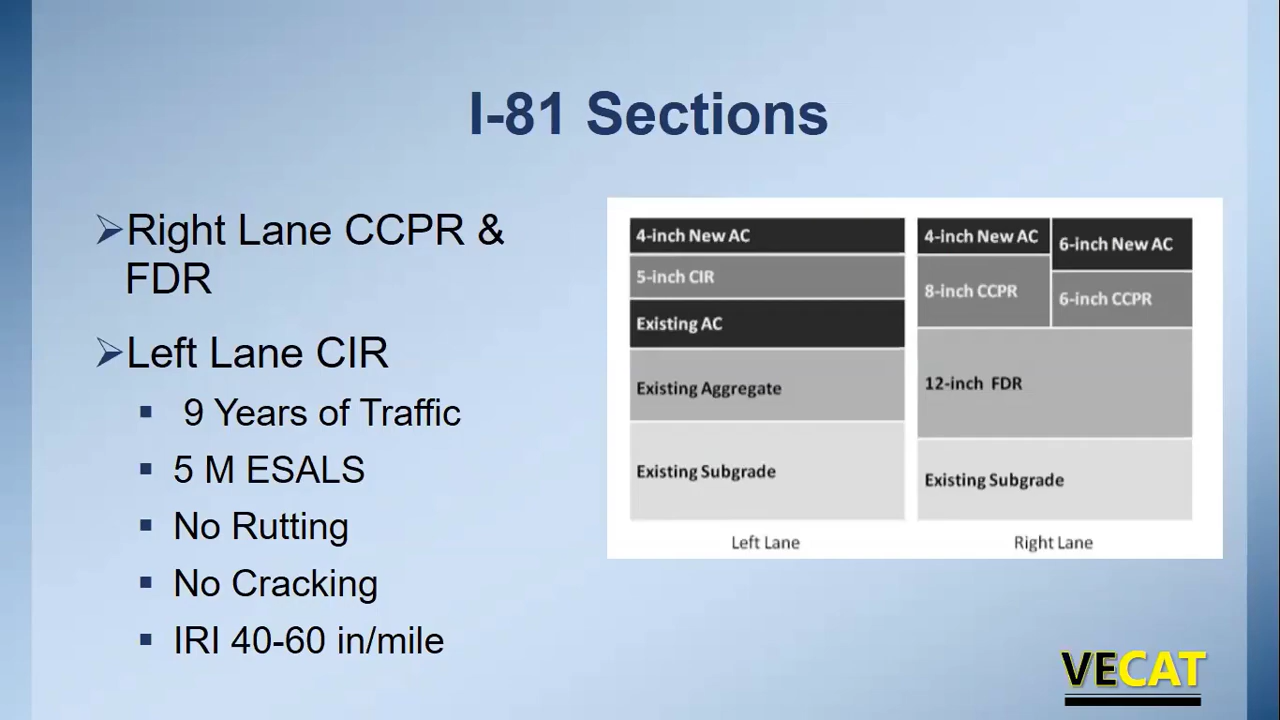 I-81 Sections
➢Right Lane CCPR &
FDR
➢Left Lane CIR
▪ 9 Years of Traffic
▪ 5 M ESALS
▪ No Rutting
▪ No Cracking
▪ IRI 40-60 in/mile
4-inch New AC
5-inch CIR
Existing AC
Existing Aggregate
Existing Subgrade
Left Lane
4-inch New AC
8-inch CCPR
6-inch New AC
6-inch CCPR
12-inch FDR
Existing Subgrade
Right Lane
VECAT